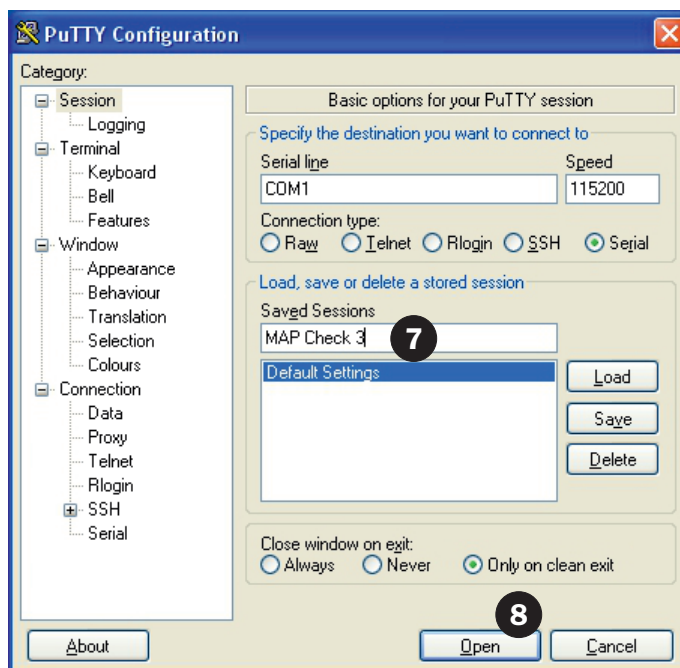 PuTTY Configuration
Category:
Session
Logging
Terminal
Keyboard
Bell
Features
Window
Appearance
Behaviour
Translation
Selection
Colours
Connection
Data
Proxy
Telnet
Rlogin
SSH
Serial
Basic options for your PuTTY session
Specify the destination you want to connect to
Serial line Speed
COM1 115200
Connection type:
Raw Telnet Rlogin SSH Serial
Load, save or delete a stored session
Saved Sessions
MAP Check 3 7
Default Settings
Load
Save
Delete
Close window on exit:
Always Never Only on clean exit
8
About Open Cancel